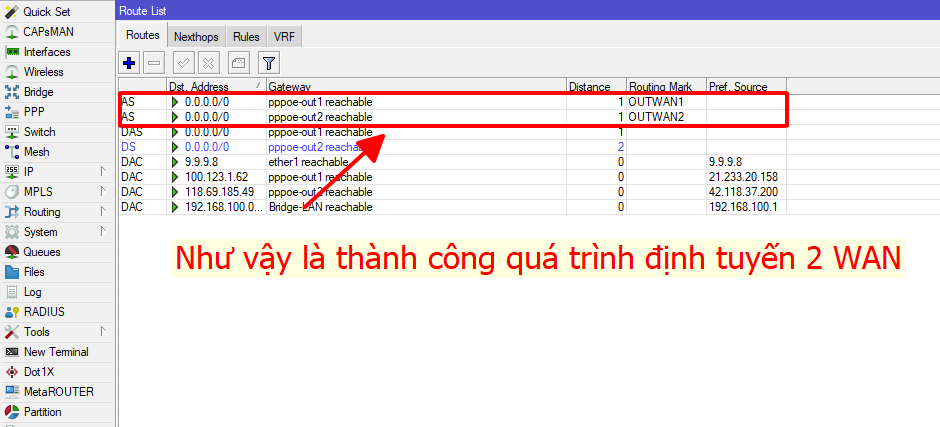 Quick Set
CAPsMAN
Interfaces
Wireless
Bridge
PPP
Switch
Mesh
IP
MPLS
Routing
System
Queues
Files
Log
RADIUS
Tools
New Terminal
Dot1X
MetaROUTER
Partition
Route List
Routes Nexthops Rules VRF
Dst. Address Gateway Distance Routing Mark Pref. Source
AS 0.0.0.0/0 pppoe-out1 reachable 1 OUTWAN1
AS 0.0.0.0/0 pppoe-out2 reachable 1 OUTWAN2
DAS 0.0.0.0/0 pppoe-out1 reachable 1
DS 0.0.0.0/0 pppoe-out2 reachable 2
DAC 9.9.9.8 ether1 reachable 0 9.9.9.8
DAC 100.123.1.62 pppoe-out1 reachable 0 21.233.20.158
DAC 118.69.185.49 pppoe-out2 reachable 0 42.118.37.200
DAC 192.168.100.0... Bridge-LAN reachable 0 192.168.100.1
Như vậy là thành công quá trình định tuyến 2 WAN